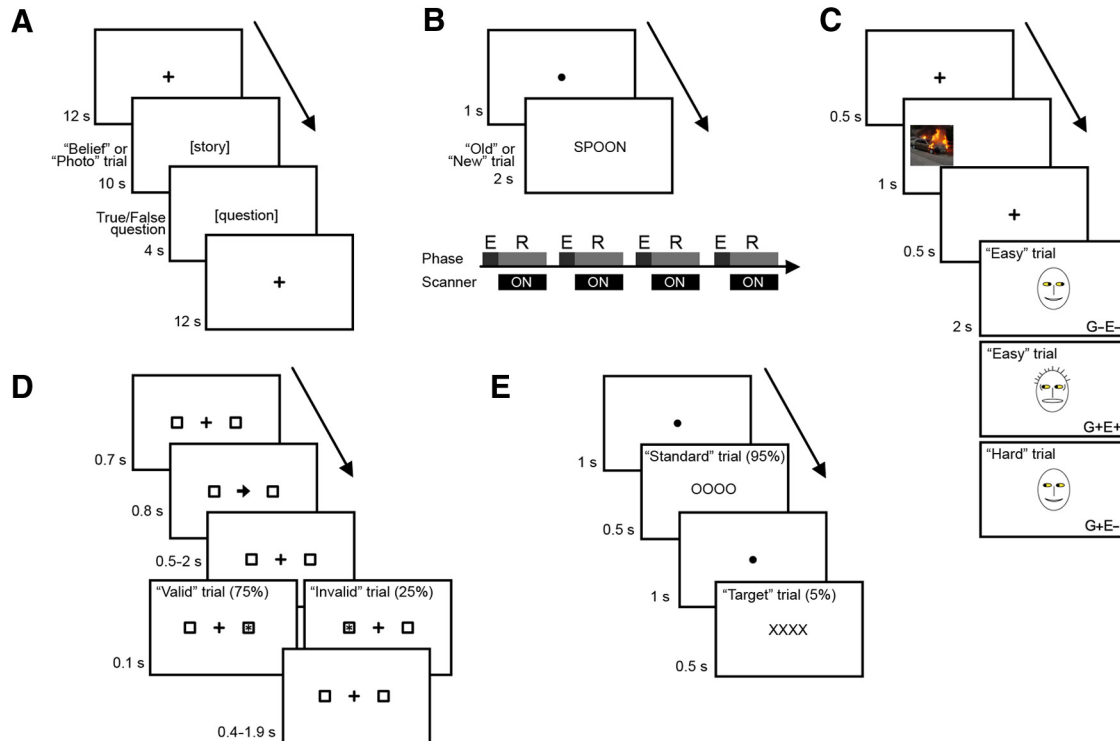 A
12 s
“Belief” or
“Photo” trial
10 s
[story]
True/False
question
4 s
[question]
12 s
B
1 s
“Old” or
“New” trial
2 s
SPOON
E R E R E R E R
Phase
Scanner ON ON ON ON
C
0.5 s
1 s
0.5 s
“Easy” trial
2 s
G–E–
“Easy” trial
G+E+
“Hard” trial
G+E–
D
0.7 s
0.8 s
0.5–2 s
“Valid” trial (75%)
“Invalid” trial (25%)
0.1 s
0.4–1.9 s
E
1 s
“Standard” trial (95%)
OOOO
0.5 s
1 s
“Target” trial (5%)
XXXX
0.5 s